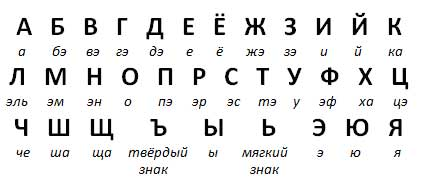 А Б В Г Д Е Ё Ж З И Й К
а бэ вэ гэ дэ е ё жэ зэ и й ка
Л М Н О П Р С Т У Ф Х Ц
эль эм эн о пэ эр эс тэ у эф ха цэ
Ч Ш Щ Ъ Ы Ь Э Ю Я
че ша ща твёрдый знак ы мягкий знак э ю я